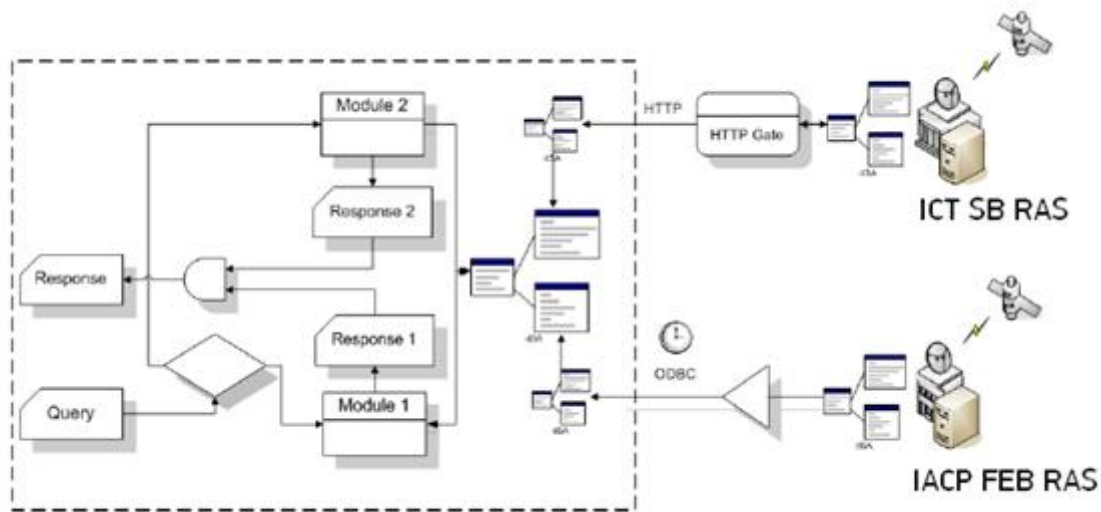 Module 2
HTTP
HTTP Gate
Response 2
ICT SB RAS
Response
Response 1
ODBC
Query
Module 1
IACP FEB RAS